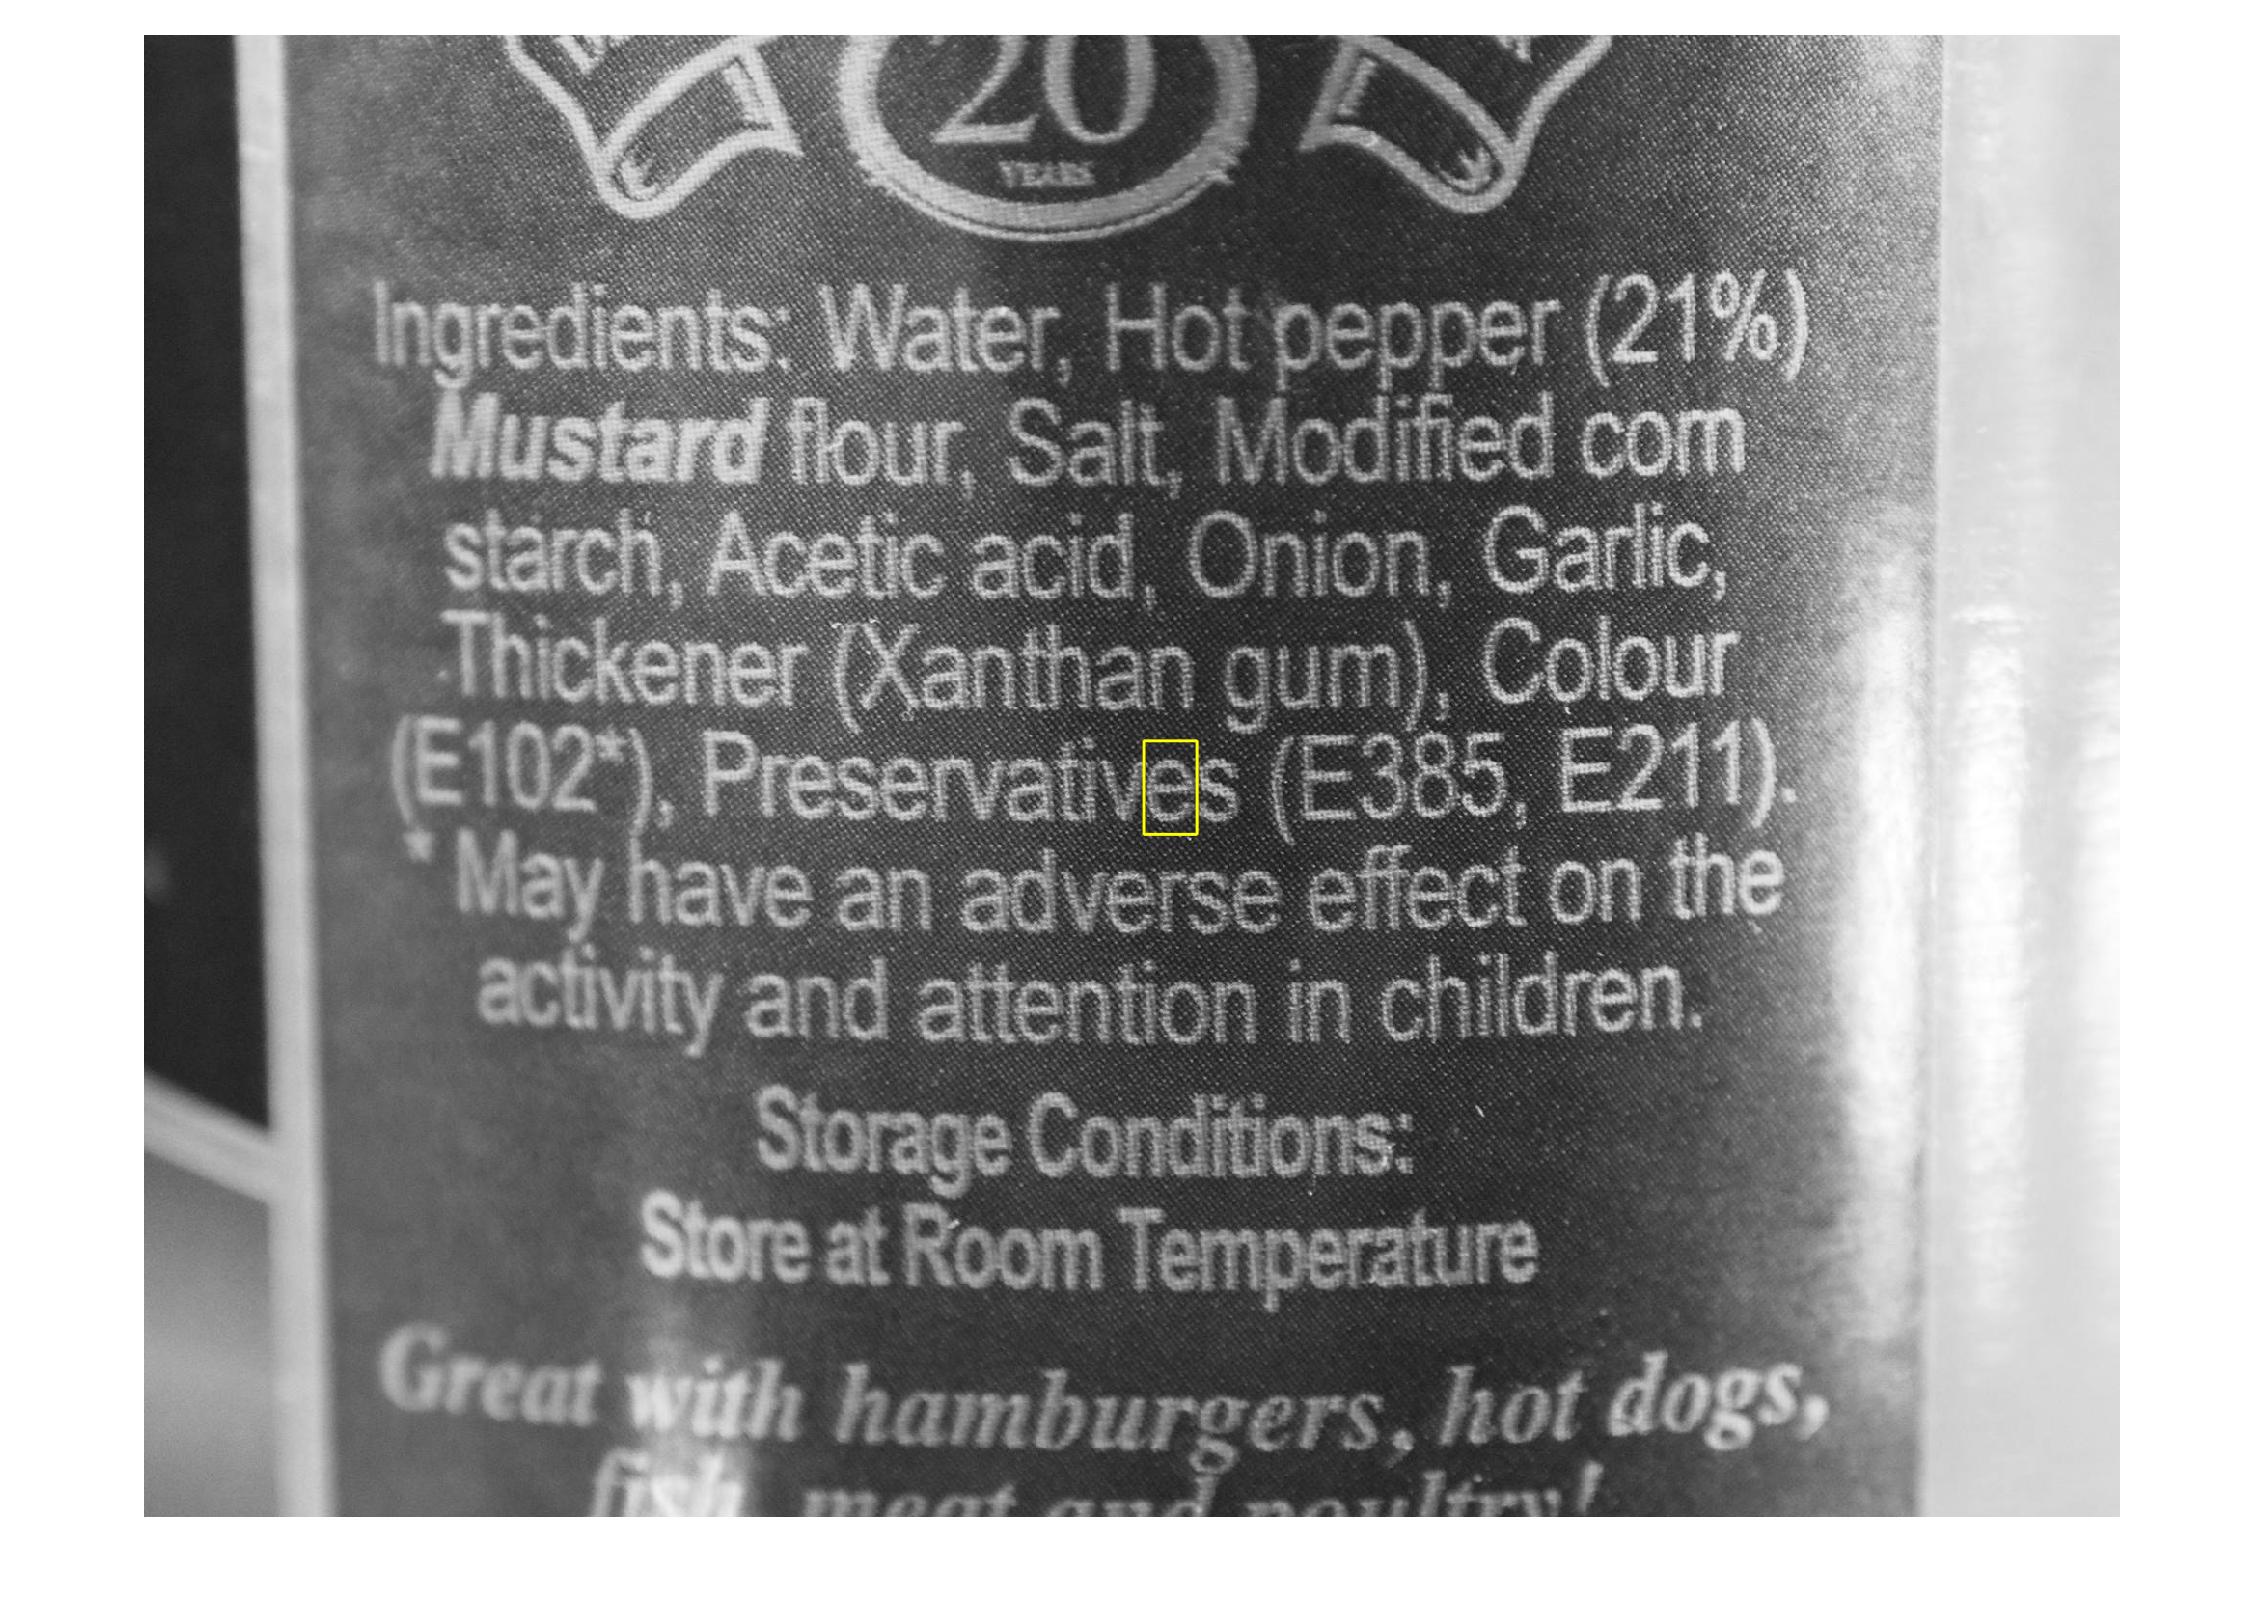 20
YEARS
Ingredients: Water, Hot pepper (21%)
Mustard flour, Salt, Modified corn
starch, Acetic acid, Onion, Garlic,
Thickener (Xanthan gum), Colour
(E102*), Preservatives (E385, E211).
* May have an adverse effect on the
activity and attention in children.
Storage Conditions:
Store at Room Temperature
Great with hamburgers, hot dogs,
fish, meat and poultry!